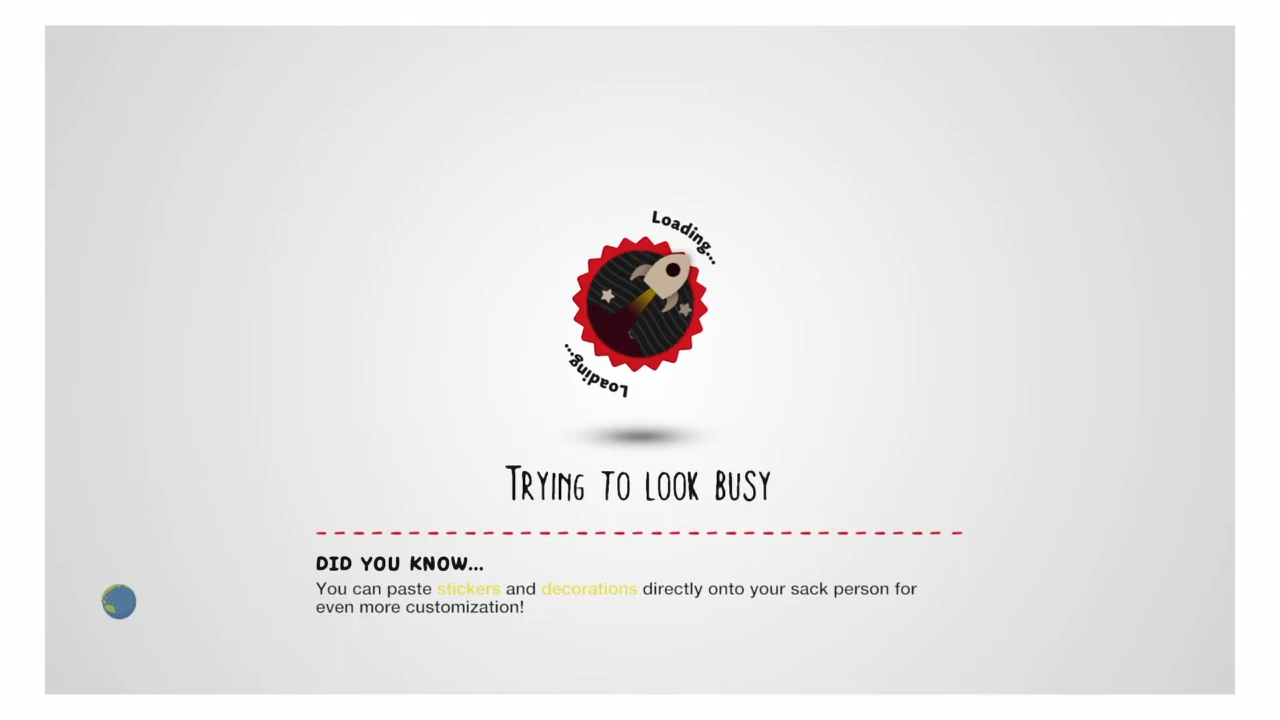 Loading...
Loading...
TRYING TO LOOK BUSY
DID YOU KNOW...
You can paste stickers and decorations directly onto your sack person for
even more customization!